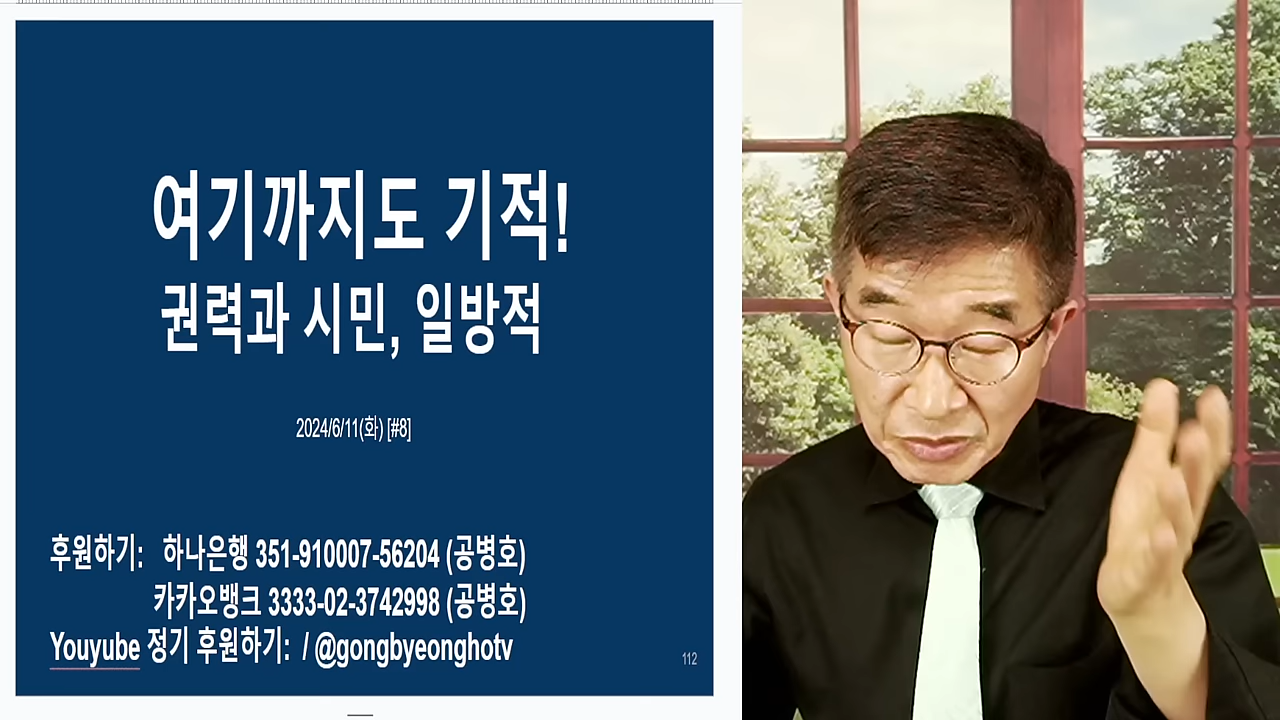 여기까지도 기적!
권력과 시민, 일방적
2024/6/11(화) [#8]
후원하기: 하나은행 351-910007-56204 (공병호)
카카오뱅크 3333-02-3742998 (공병호)
Youyube 정기 후원하기: / @gongbyeonghotv
112